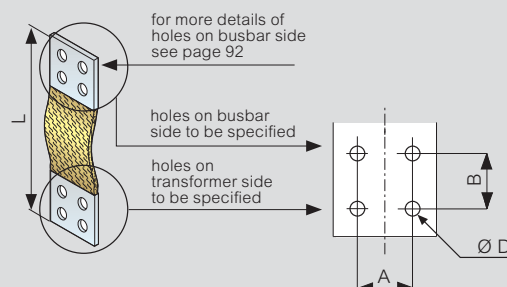 for more details of
holes on busbar side
see page 92
L
holes on busbar
side to be specified
holes on
transformer side
to be specified
B
Ø D
A